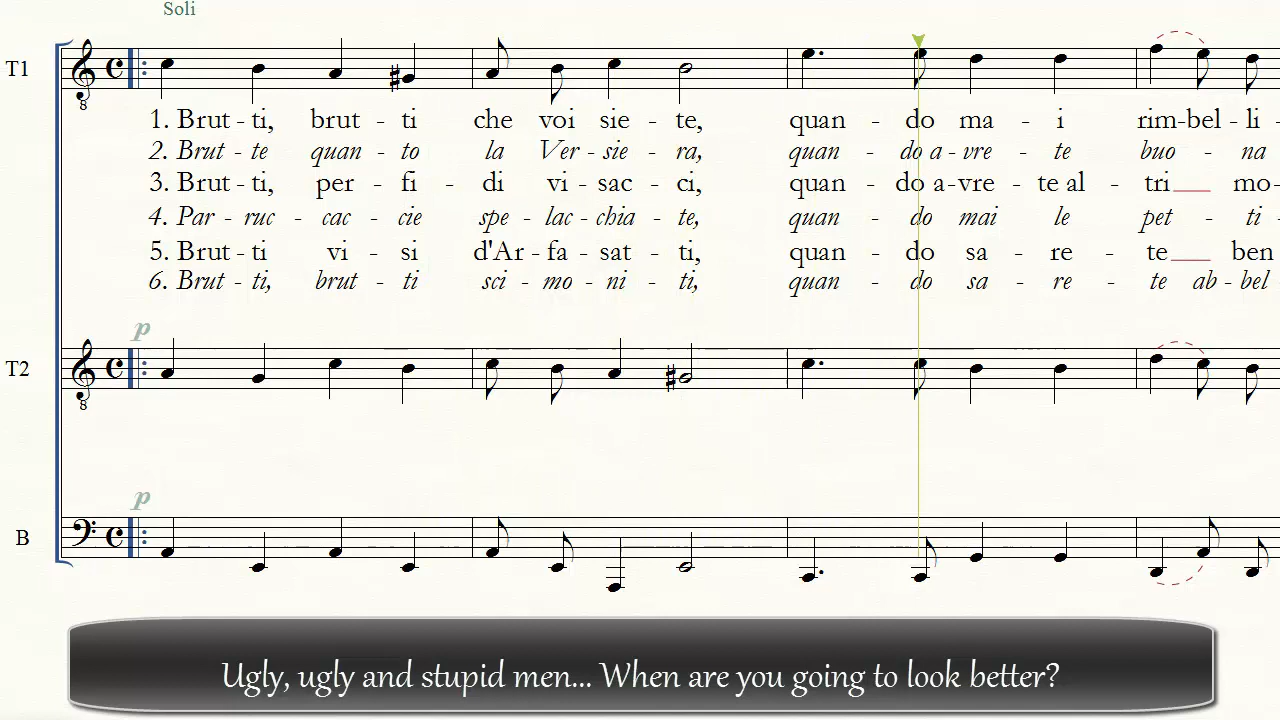 Soli
T1
1. Brut - ti, brut - ti che voi sie - te, quan - do ma - i rim-bel - li -
2. Brut - te quan - to la Ver - sie - ra, quan - do a - vre - te buo - na
3. Brut - ti, per - fi - di vi - sac - ci, quan - do a-vre - te al - tri___ mo-
4. Par - ruc - cac - cie spe - lac - chia - te, quan - do mai le pet - ti -
5. Brut - ti vi - si d'Ar - fa - sat - ti, quan - do sa - re - te___ ben
6. Brut - ti, brut - ti sci - mo - ni - ti, quan - do sa - re - te ab - bel
p
T2
p
B
Ugly, ugly and stupid men... When are you going to look better?